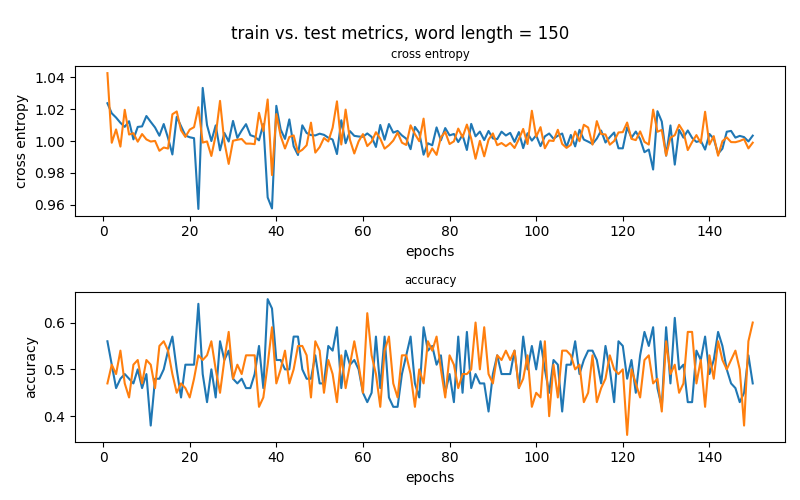 train vs. test metrics, word length = 150
cross entropy
cross entropy
1.04
1.02
1.00
0.98
0.96
0 20 40 60 80 100 120 140
epochs
accuracy
accuracy
0.6
0.5
0.4
0 20 40 60 80 100 120 140
epochs